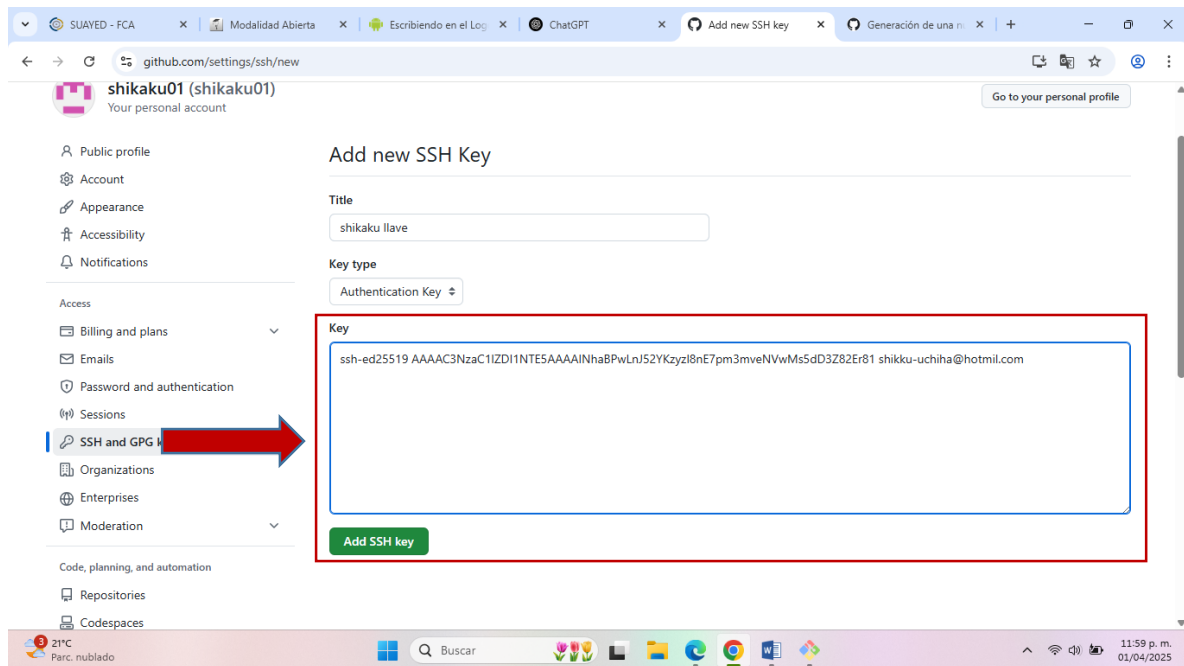 SUAYED - FCA
Modalidad Abierta
Escribiendo en el Log
ChatGPT
Add new SSH key
Generación de una n
github.com/settings/ssh/new
shikaku01 (shikaku01)
Your personal account
Go to your personal profile
Public profile
Account
Appearance
Accessibility
Notifications
Access
Billing and plans
Emails
Password and authentication
Sessions
SSH and GPG k
Organizations
Enterprises
Moderation
Code, planning, and automation
Repositories
Codespaces
Add new SSH Key
Title
shikaku llave
Key type
Authentication Key
Key
ssh-ed25519 AAAAC3NzaC1lZDI1NTE5AAAAINhaBPwLnJ52YKzyzI8nE7pm3mveNVwMs5dD3Z82Er81 shikku-uchiha@hotmil.com
Add SSH key
3
21°C
Parc. nublado
Buscar
11:59 p. m.
01/04/2025